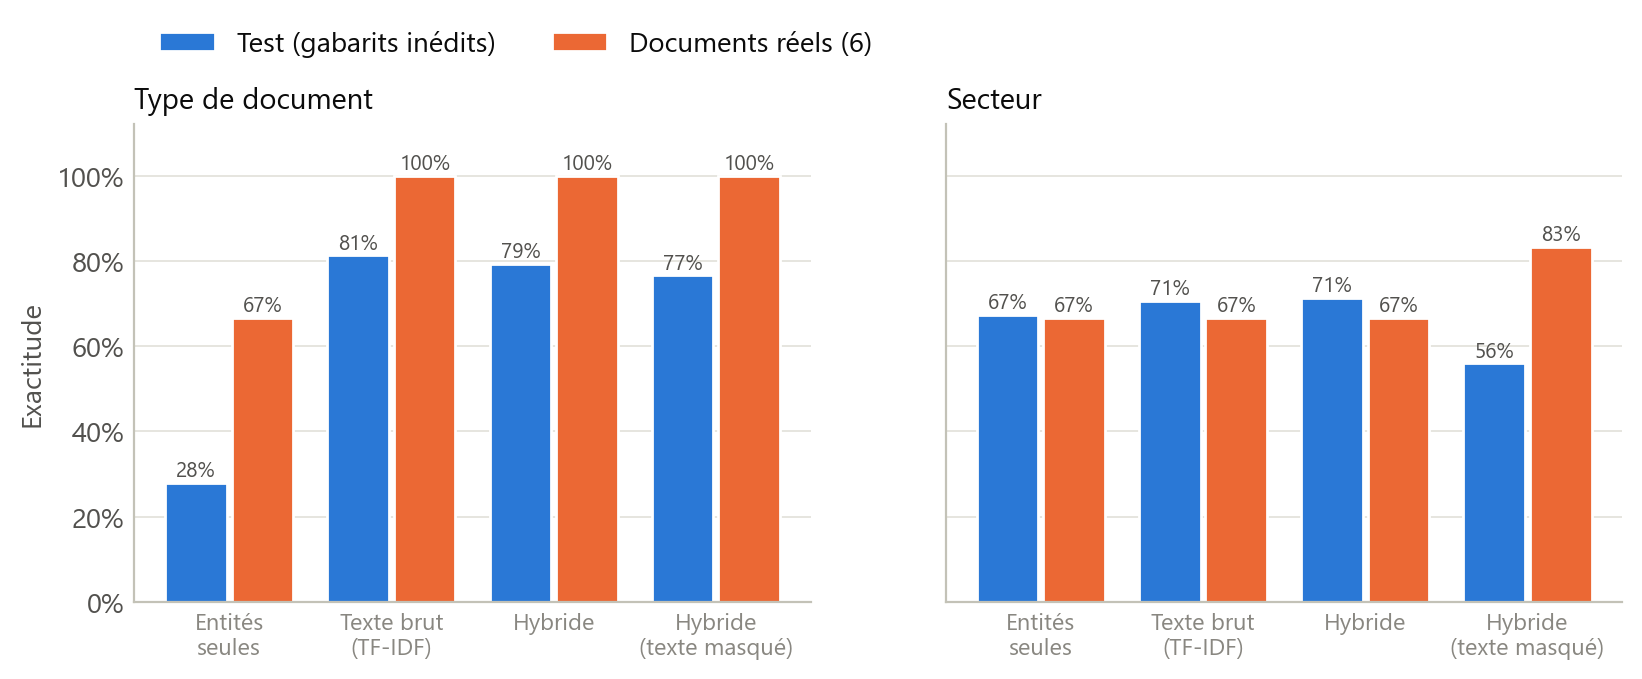 Test (gabarits inédits) Documents réels (6)
Type de document
Secteur
Exactitude
100%
80%
60%
40%
20%
0%
28% 67% 81% 100% 79% 100% 77% 100%
67% 67% 71% 67% 71% 67% 56% 83%
Entités seules
Texte brut (TF-IDF)
Hybride
Hybride (texte masqué)
Entités seules
Texte brut (TF-IDF)
Hybride
Hybride (texte masqué)